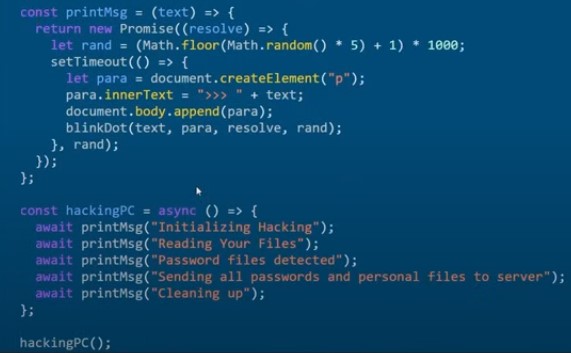 const printMsg = (text) => {
  return new Promise((resolve) => {
    let rand = (Math.floor(Math.random() * 5) + 1) * 1000;
    setTimeout(() => {
      let para = document.createElement("p");
      para.innerText = ">>> " + text;
      document.body.append(para);
      blinkDot(text, para, resolve, rand);
    }, rand);
  });
};

const hackingPC = async () => {
  await printMsg("Initializing Hacking");
  await printMsg("Reading Your Files");
  await printMsg("Password files detected");
  await printMsg("Sending all passwords and personal files to server");
  await printMsg("Cleaning up");
};

hackingPC();